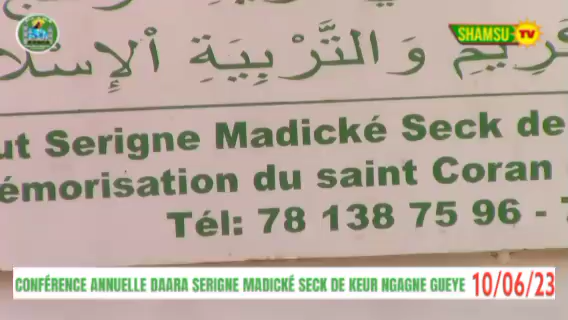 SHAMSU TV
وَالتَّرْبِيَةِ الْإِسْلَا
ut Serigne Madické Seck de
émorisation du saint Coran
Tél: 78 138 75 96 - 7
CONFÉRENCE ANNUELLE DAARA SERIGNE MADICKÉ SECK DE KEUR NGAGNE GUEYE 10/06/23